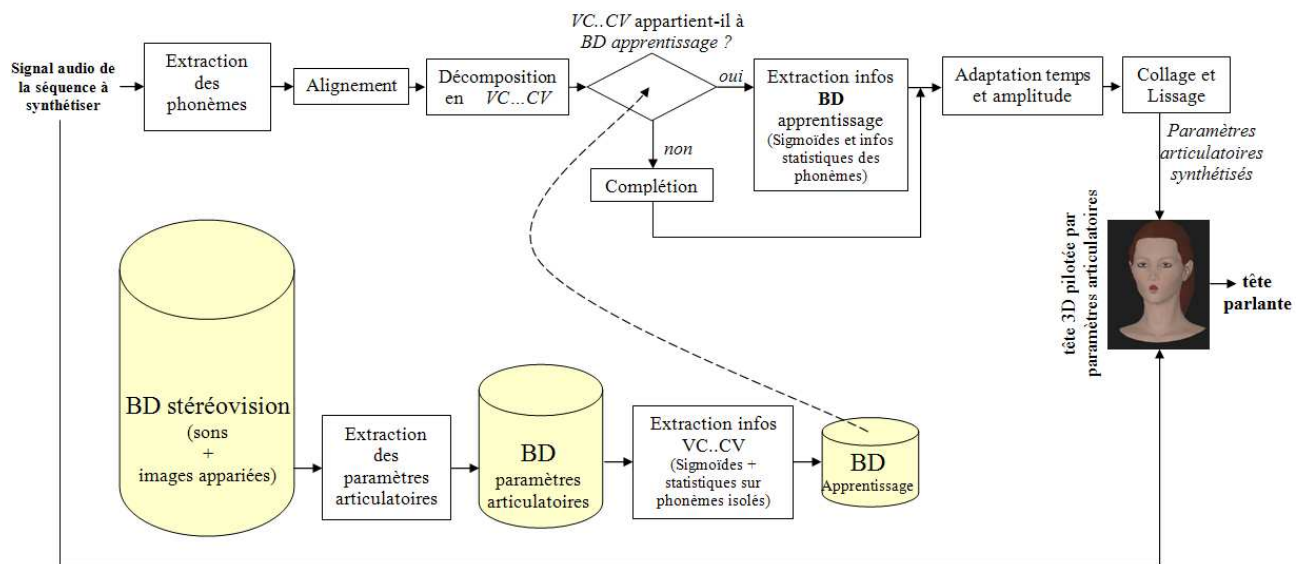 VC..CV appartient-il à
BD apprentissage ?
Signal audio de
la séquence à
synthétiser
Extraction
des
phonèmes
Alignement
Décomposition
en VC...CV
oui
non
Complétion
Extraction infos
BD
apprentissage
(Sigmoïdes et infos
statistiques des
phonèmes)
Adaptation temps
et amplitude
Collage et
Lissage
Paramètres
articulatoires
synthétisés
tête 3D pilotée par
paramètres articulatoires
tête
parlante
BD stéréovision
(sons
+
images appariées)
Extraction
des
paramètres
articulatoires
BD
paramètres
articulatoires
Extraction infos
VC..CV
(Sigmoïdes +
statistiques sur
phonèmes isolés)
BD
Apprentissage